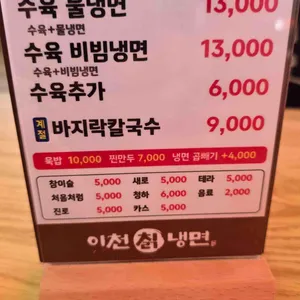 수육 물냉면 13,000
수육+물냉면
수육 비빔냉면 13,000
수육+비빔냉면
수육추가 6,000
계절 바지락칼국수 9,000
묵밥 10,000 찐만두 7,000 냉면 곱빼기 +4,000
참이슬 5,000 새로 5,000 테라 5,000
처음처럼 5,000 청하 6,000 음료 2,000
진로 5,000 카스 5,000
이천 칡 냉면